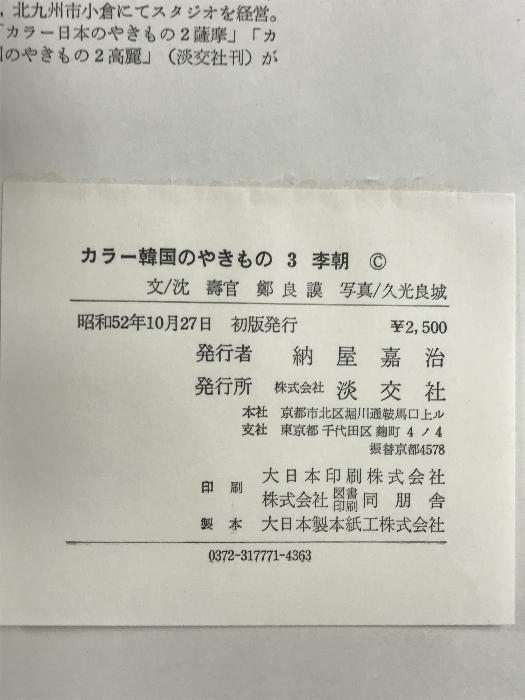 、北九州市小倉にてスタジオを経営。
「カラー日本のやきもの２薩摩」「カ
のやきもの２高麗」（淡交社刊）が
カラー韓国のやきもの 3 李朝 ©
文/沈 壽官 鄭良謨 写真/久光良城
昭和52年10月27日 初版発行 ¥2,500
発行者 納屋嘉治
発行所 株式会社 淡交社
本社 京都市北区堀川通鞍馬口上ル
支社 東京都千代田区麹町４ノ４
振替京都4578
印刷 大日本印刷株式会社
株式会社 図書印刷 同朋舎
製本 大日本製本紙工株式会社
0372-317771-4363